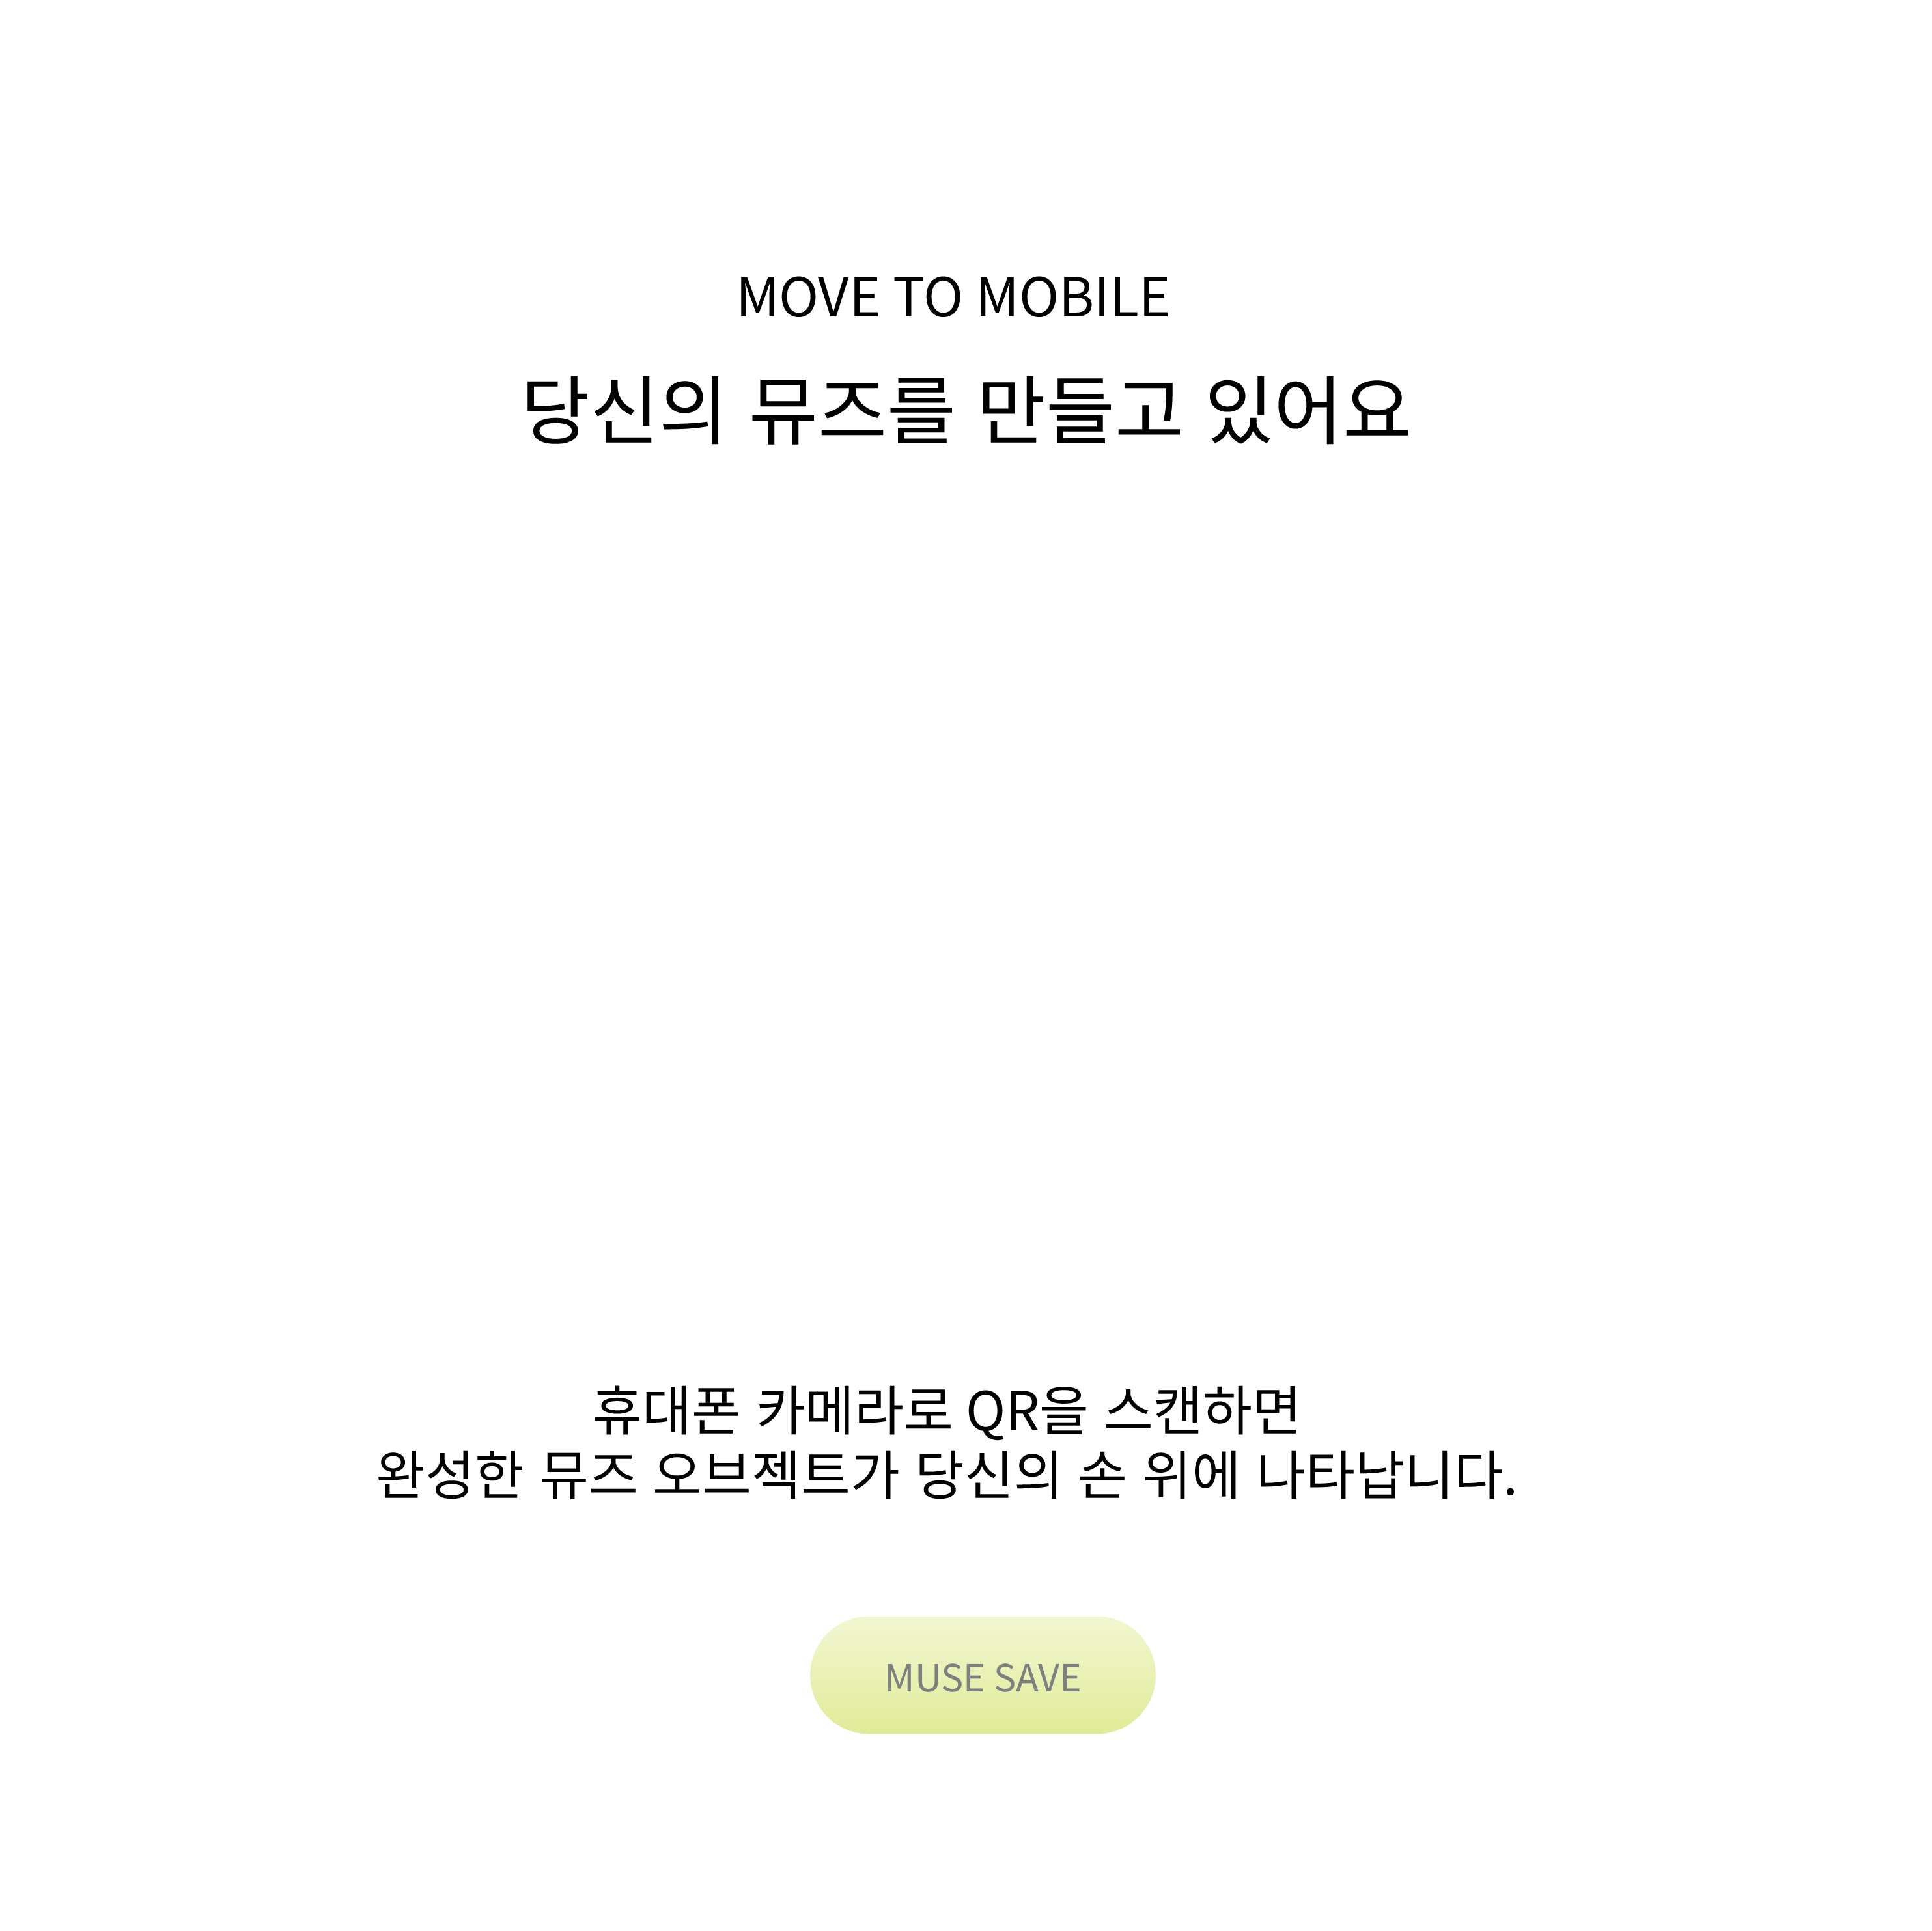 MOVE TO MOBILE
당신의 뮤즈를 만들고 있어요
휴대폰 카메라로 QR을 스캔하면
완성한 뮤즈 오브젝트가 당신의 손 위에 나타납니다.
MUSE SAVE